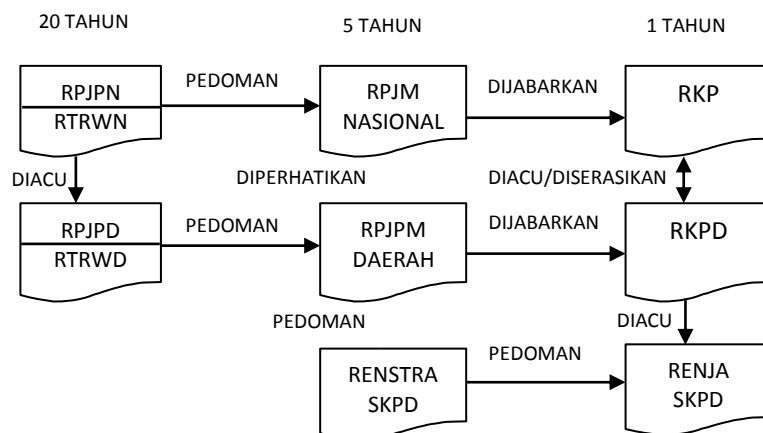 20 TAHUN
5 TAHUN
1 TAHUN
RPJPN
RTRWN
PEDOMAN
RPJM
NASIONAL
DIJABARKAN
RKP
DIACU
DIPERHATIKAN
DIACU/DISERASIKAN
RPJPD
RTRWD
PEDOMAN
RPJPM
DAERAH
DIJABARKAN
RKPD
PEDOMAN
DIACU
RENSTRA
SKPD
PEDOMAN
RENJA
SKPD